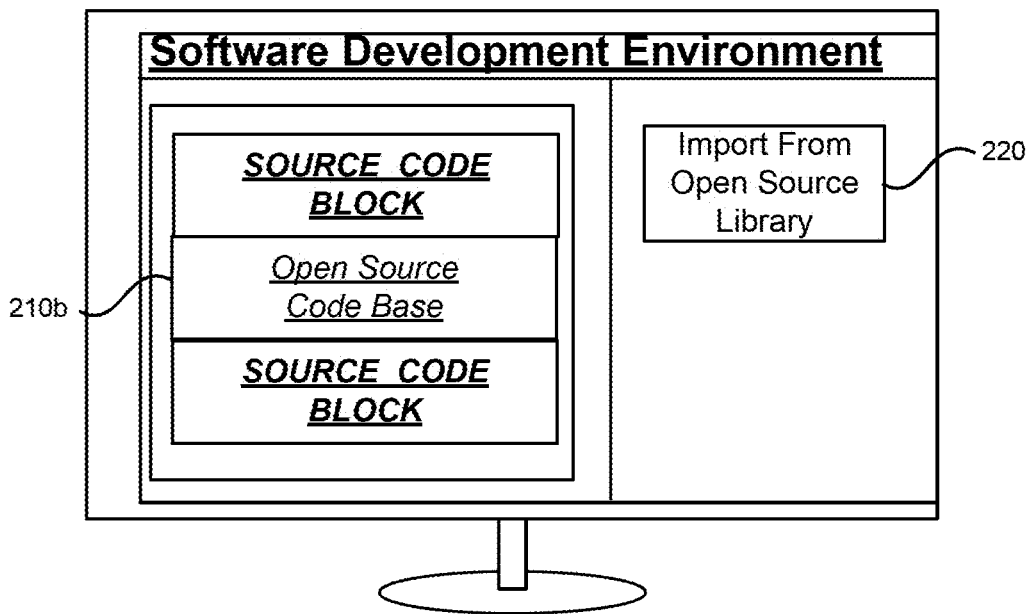 Software Development Environment
SOURCE CODE
BLOCK
Open Source
Code Base
SOURCE CODE
BLOCK
210b
Import From
Open Source
Library
220